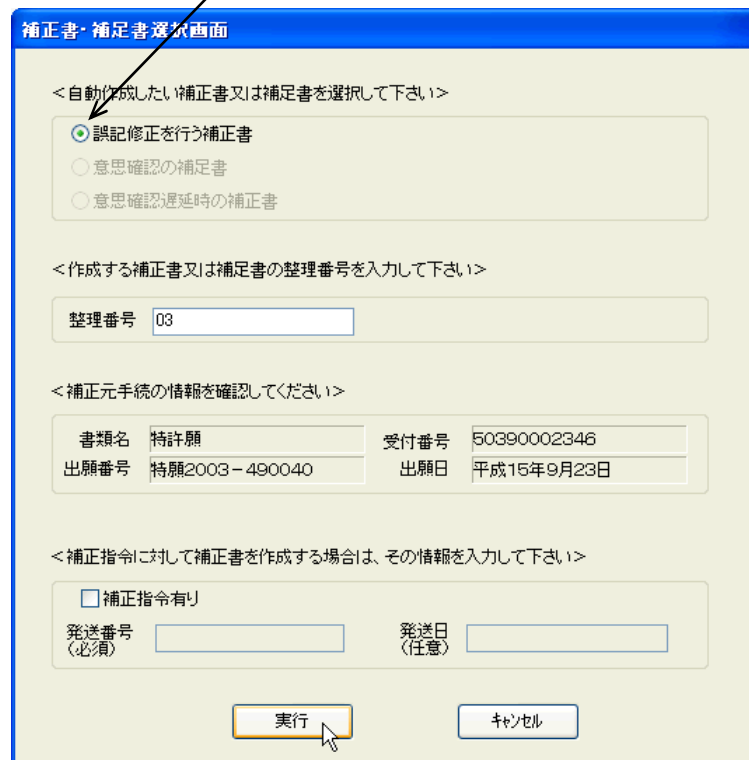 補正書・補足書選択画面
＜自動作成したい補正書又は補足書を選択して下さい＞
誤記修正を行う補正書
意思確認の補足書
意思確認遅延時の補正書
＜作成する補正書又は補足書の整理番号を入力して下さい＞
整理番号 03
＜補正元手続の情報を確認してください＞
書類名 特許願 受付番号 50390002346
出願番号 特願2003－490040 出願日 平成15年9月23日
＜補正指令に対して補正書を作成する場合は、その情報を入力して下さい＞
補正指令有り
発送番号 発送日
（必須） （任意）
実行 ｷｬﾝｾﾙ